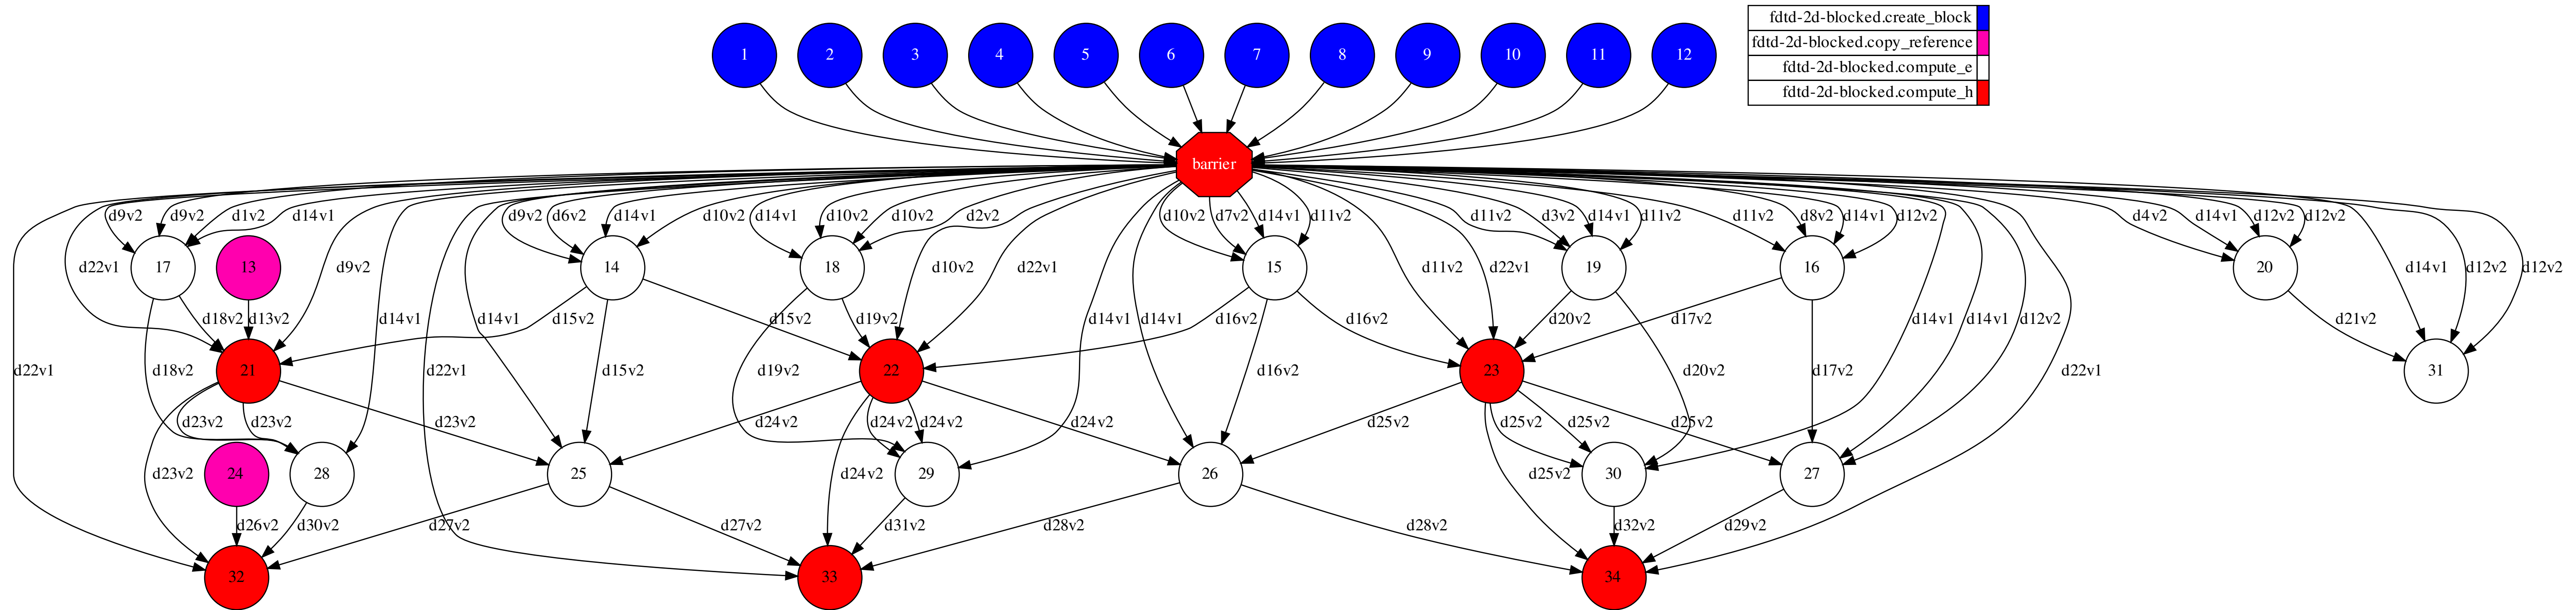 1 2 3 4 5 6 7 8 9 10 11 12
fdtd-2d-blocked.create_block
fdtd-2d-blocked.copy_reference
fdtd-2d-blocked.compute_e
fdtd-2d-blocked.compute_h
barrier
d9v2 d9v2 d1v2 d14v1 d9v2 d6v2 d14v1 d10v2 d14v1 d10v2 d10v2 d2v2 d10v2 d7v2 d14v1 d11v2 d11v2 d3v2 d14v1 d11v2 d11v2 d8v2 d14v1 d12v2 d4v2 d14v1 d12v2 d12v2
d22v1 17 13 d9v2 14 18 d10v2 d22v1 15 d11v2 d22v1 19 16 20 d14v1 d12v2 d12v2
d18v2 d13v2 d14v1 d15v2 d14v1 d15v2 d19v2 d16v2 d14v1 d14v1 d16v2 d20v2 d17v2 d14v1 d14v1 d12v2 d21v2
d22v1 d18v2 21 d22v1 d15v2 d19v2 22 d16v2 23 d20v2 d17v2 d22v1 31
d23v2 d23v2 d23v2 d24v2 d24v2 d24v2 d24v2 d25v2 d25v2 d25v2 d25v2
d23v2 24 28 25 d24v2 29 26 d25v2 30 27
d26v2 d30v2 d27v2 d27v2 d31v2 d28v2 d28v2 d32v2 d29v2
32 33 34